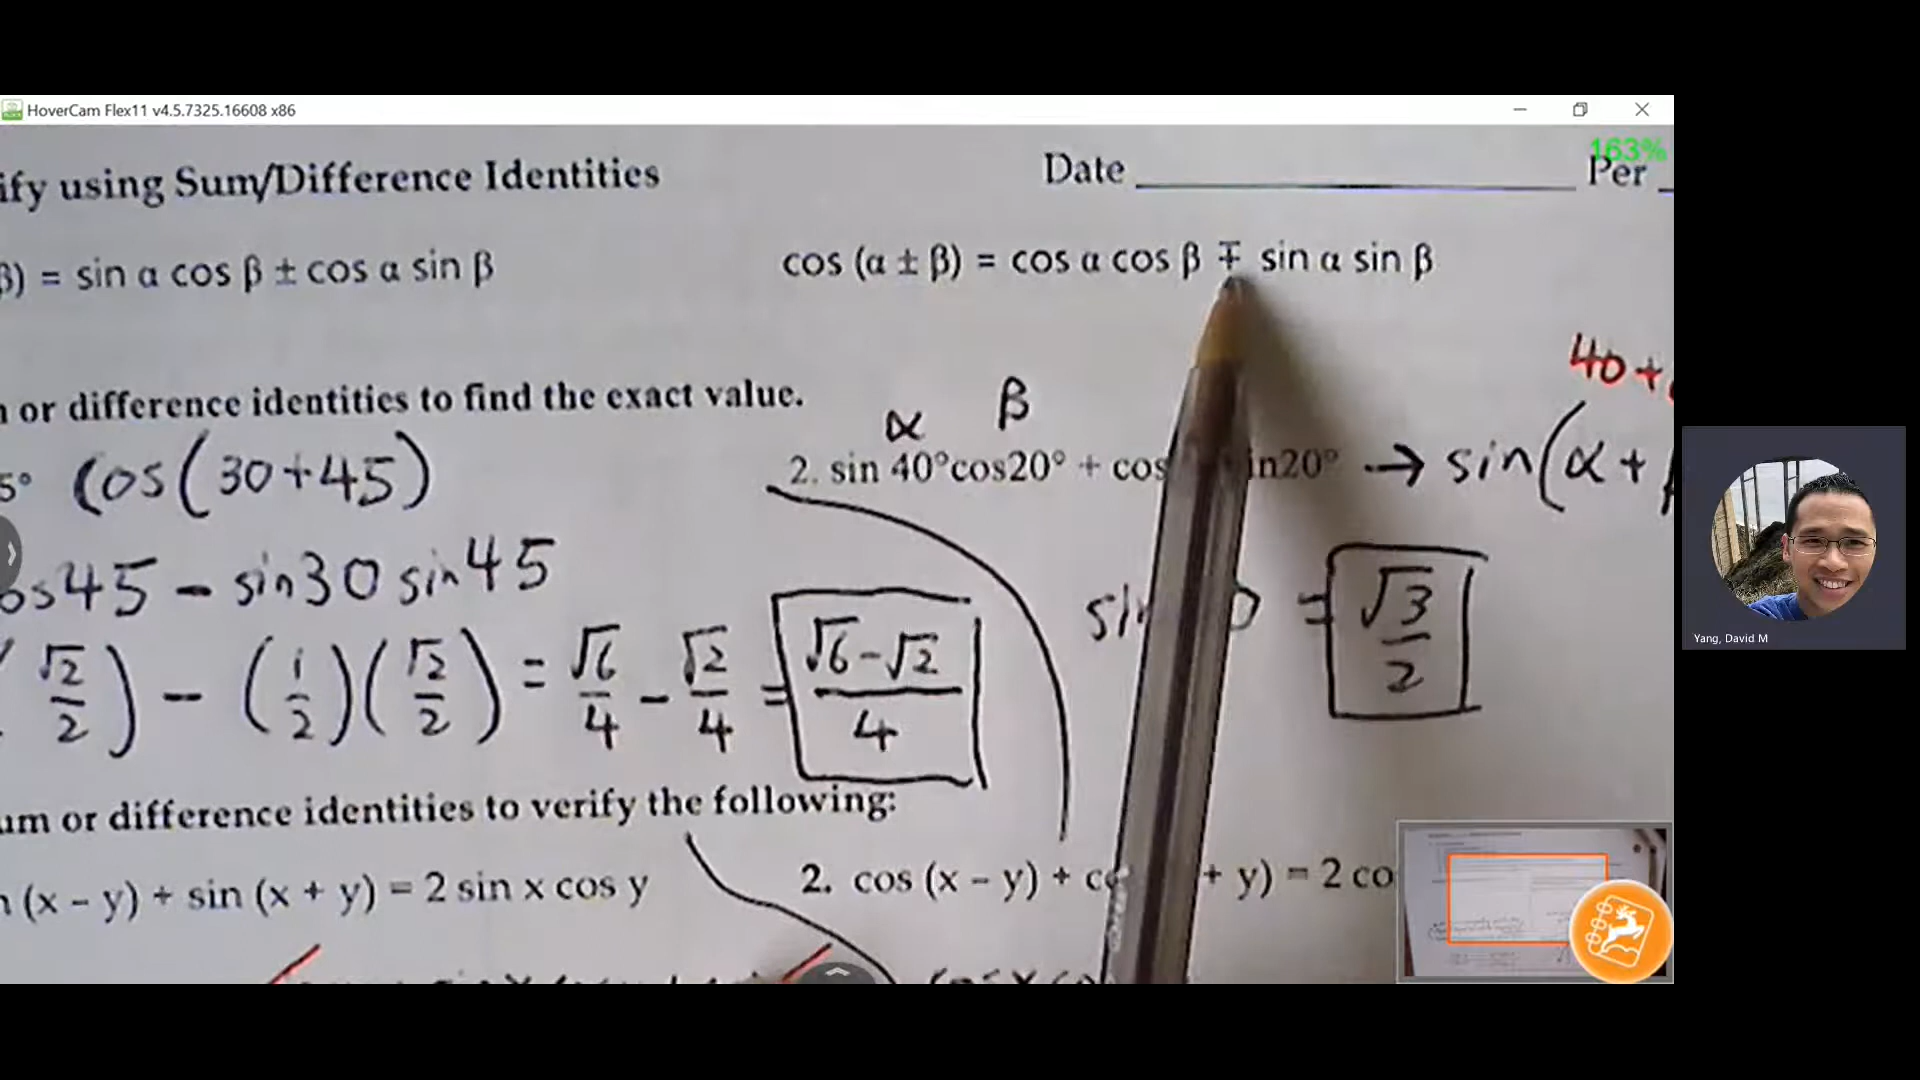 HoverCam Flex11 v4.5.7325.16608 x86
163%
ify using Sum/Difference Identities Date Per
β) = sin α cos β ± cos α sin β cos (α ± β) = cos α cos β ∓ sin α sin β
40+
or difference identities to find the exact value.
α β
5° Cos(30+45)
2. sin 40°cos20° + cos in20° → sin(α+
os45 - sin30 sin45
√2/2) - (1/2)(√2/2) = √6/4 - √2/4 = √6-√2/4
= √3/2
um or difference identities to verify the following:
(x - y) + sin (x + y) = 2 sin x cos y
2. cos (x - y) + c + y) = 2 co
Yang, David M